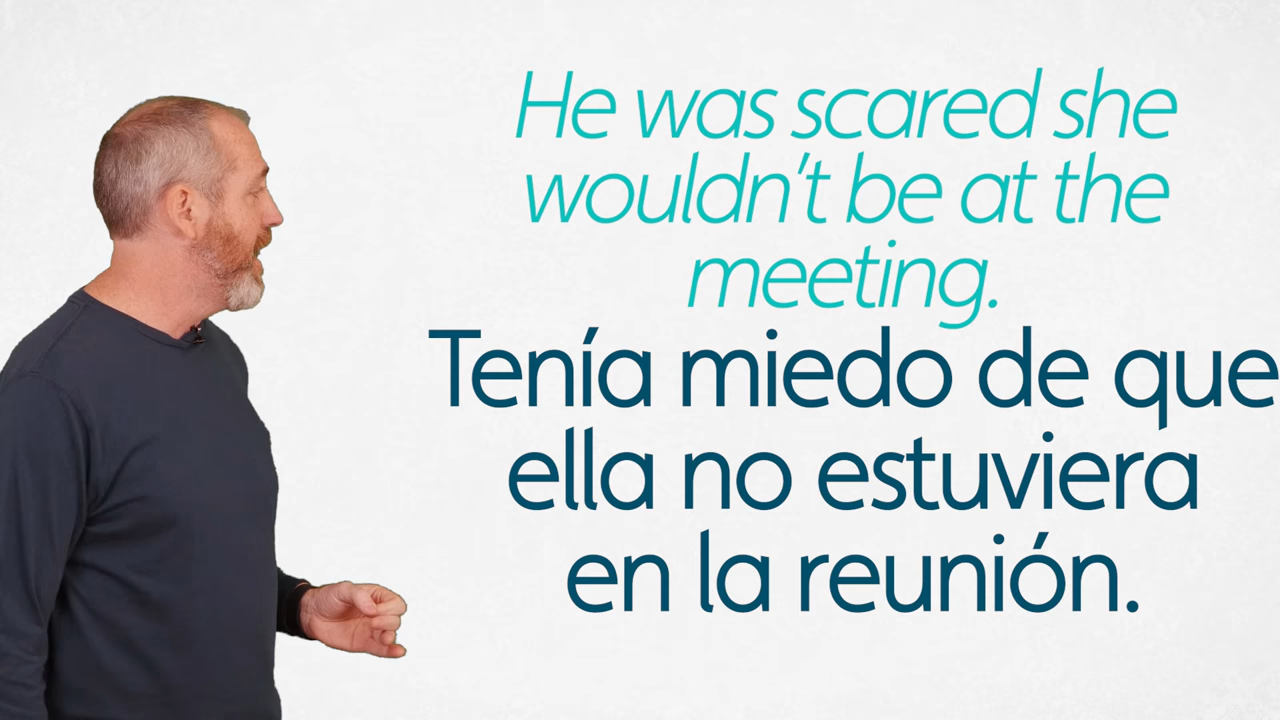 He was scared she
wouldn't be at the
meeting.
Tenía miedo de que
ella no estuviera
en la reunión.